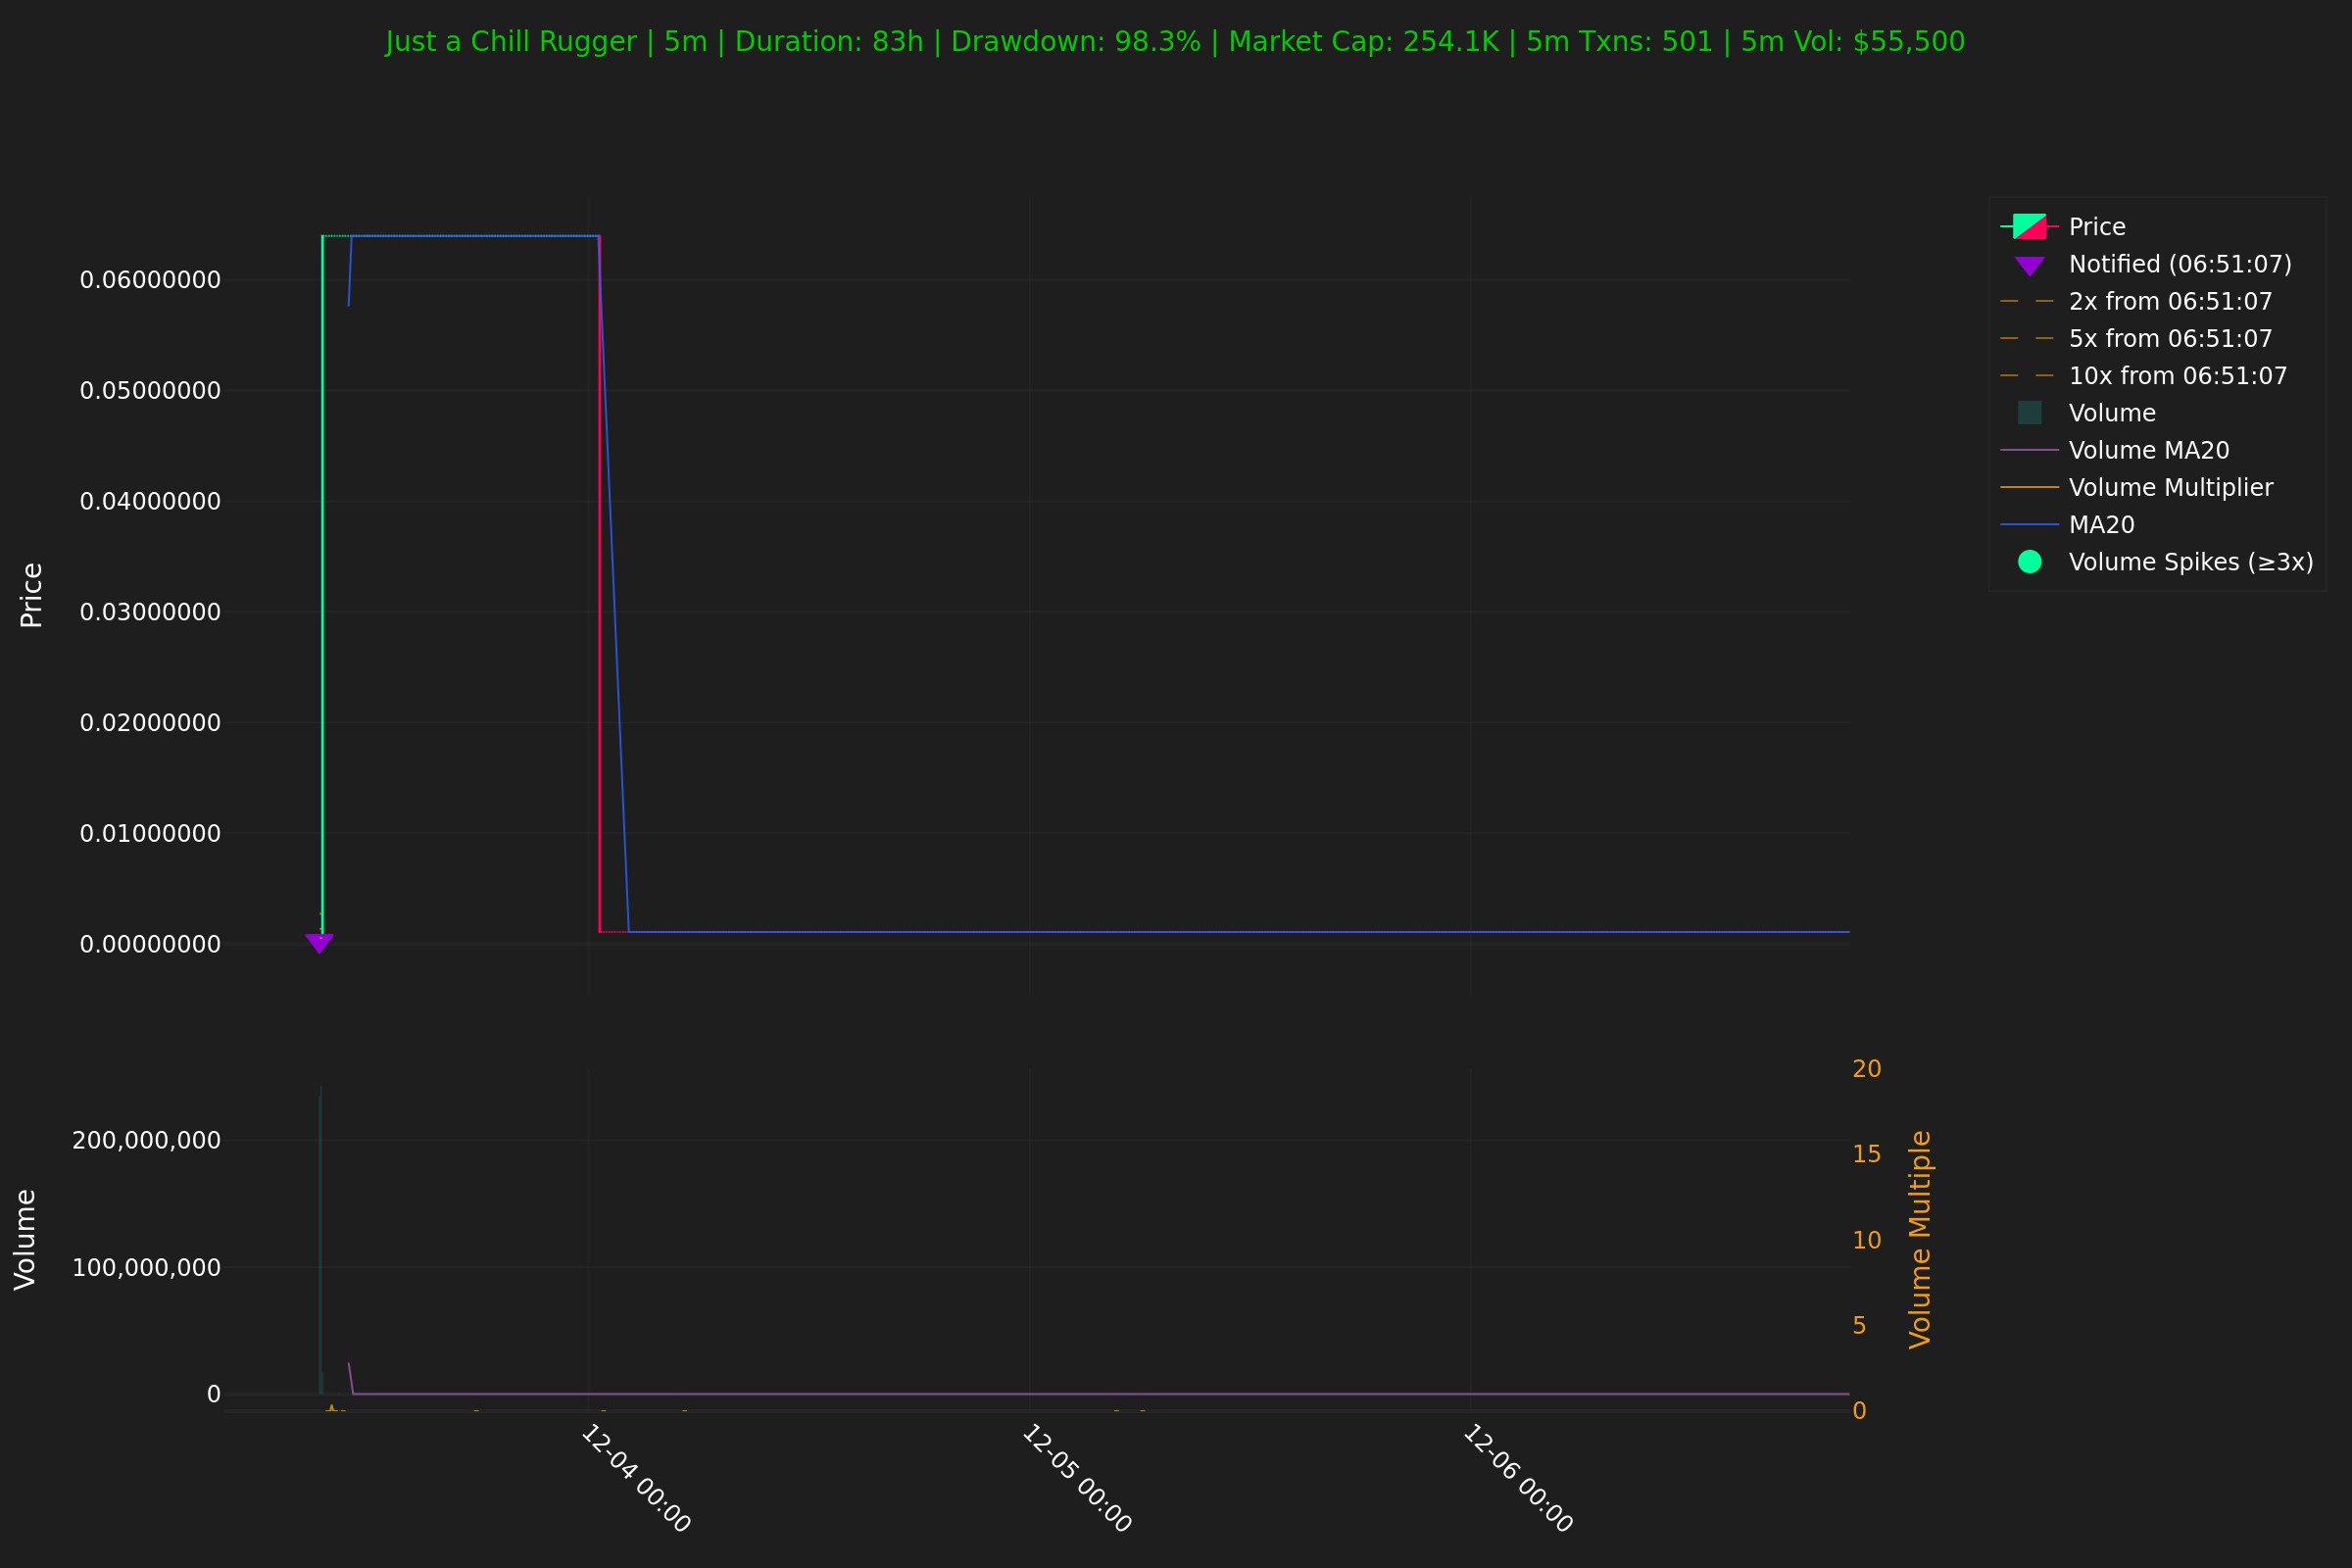 Just a Chill Rugger | 5m | Duration: 83h | Drawdown: 98.3% | Market Cap: 254.1K | 5m Txns: 501 | 5m Vol: $55,500
Price
0.06000000
0.05000000
0.04000000
0.03000000
0.02000000
0.01000000
0.00000000
Price
Notified (06:51:07)
2x from 06:51:07
5x from 06:51:07
10x from 06:51:07
Volume
Volume MA20
Volume Multiplier
MA20
Volume Spikes (≥3x)
Volume
200,000,000
100,000,000
0
20
15
10
5
0
Volume Multiple
12-04 00:00
12-05 00:00
12-06 00:00